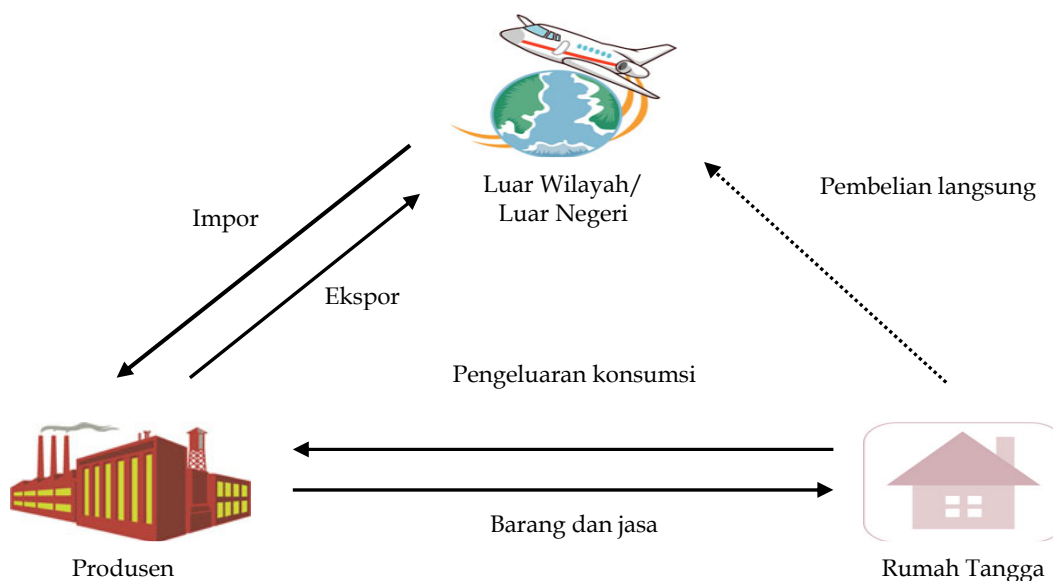 Luar Wilayah/
Luar Negeri
Pembelian langsung
Impor
Ekspor
Pengeluaran konsumsi
Barang dan jasa
Produsen
Rumah Tangga